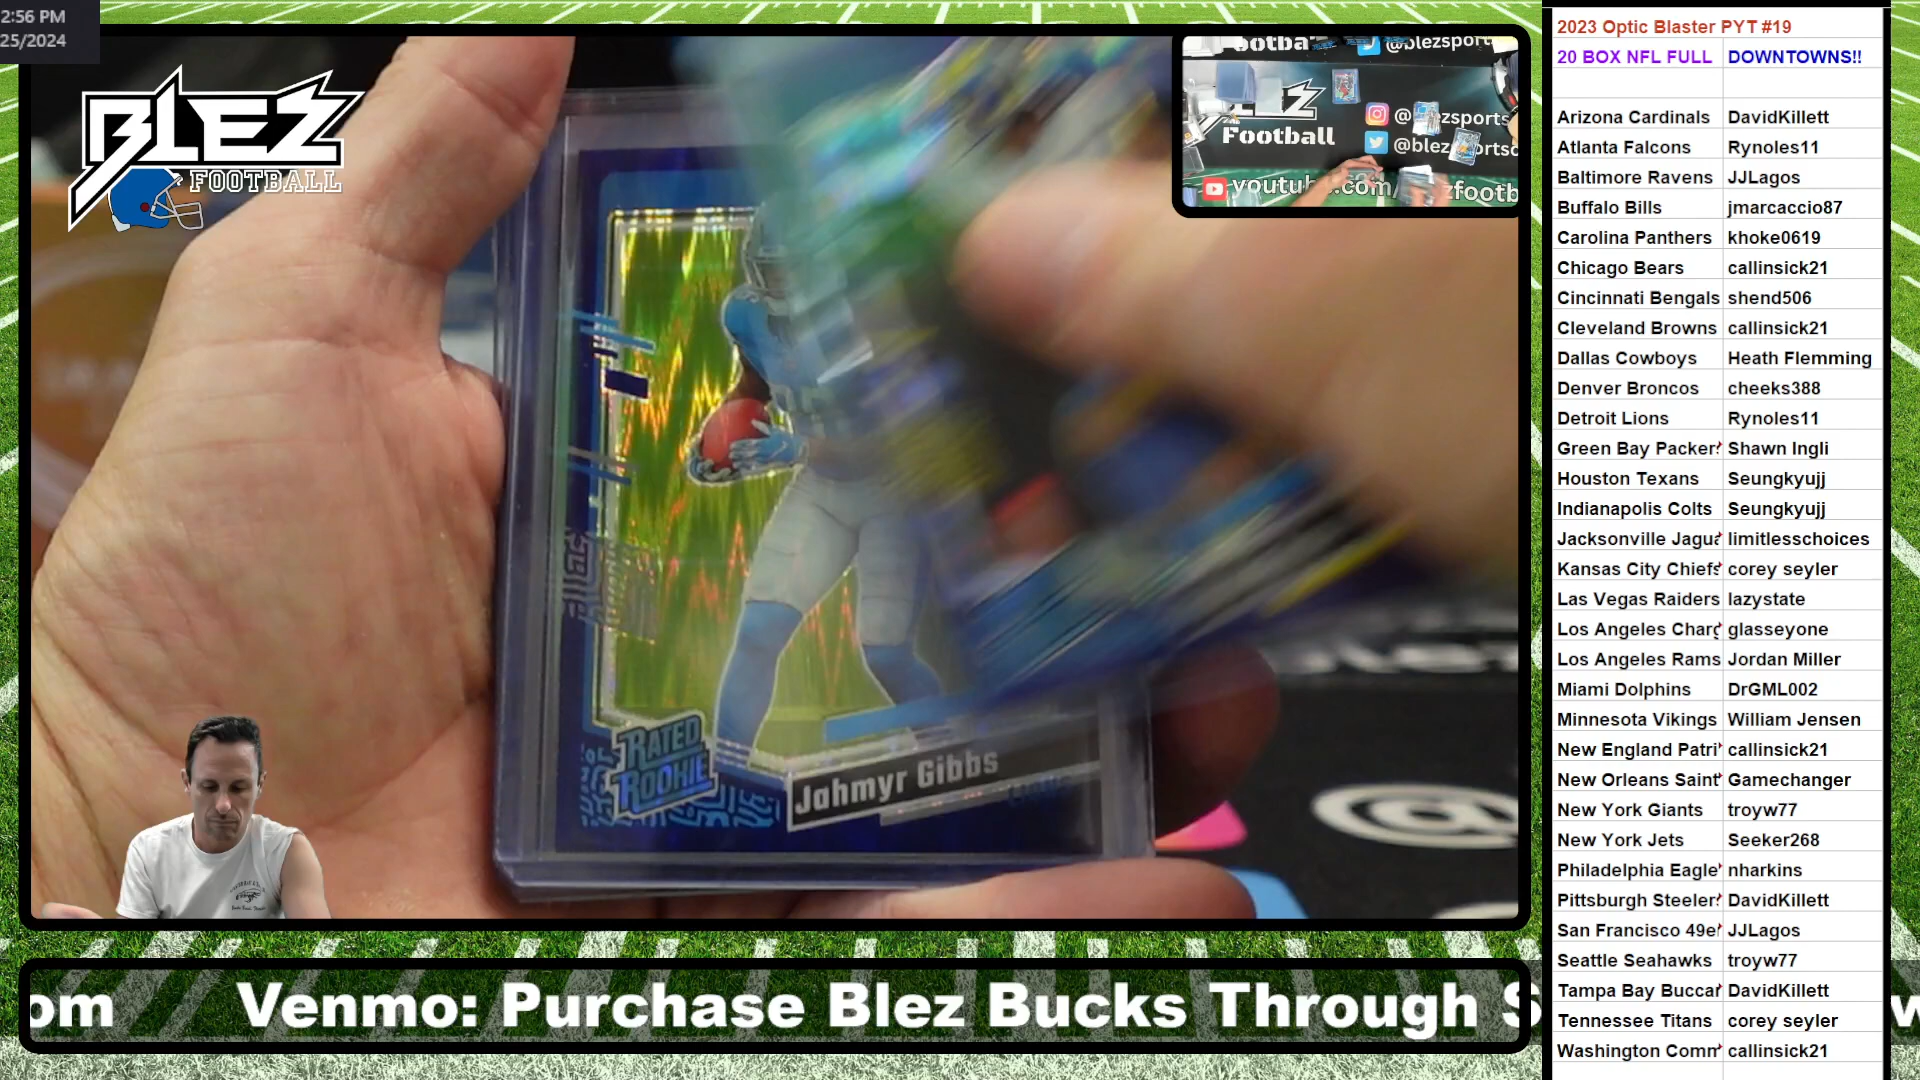 2:56 PM
25/2024
BLEZ
FOOTBALL
@blezsport
Football
@
zsports
@blez
youtub
.com/
zfootb
RATED
ROOKIE
Jahmyr Gibbs
@
om Venmo: Purchase Blez Bucks Through S
2023 Optic Blaster PYT #19
20 BOX NFL FULL DOWNTOWNS!!
Arizona Cardinals DavidKillett
Atlanta Falcons Rynoles11
Baltimore Ravens JJLagos
Buffalo Bills jmarcaccio87
Carolina Panthers khoke0619
Chicago Bears callinsick21
Cincinnati Bengals shend506
Cleveland Browns callinsick21
Dallas Cowboys Heath Flemming
Denver Broncos cheeks388
Detroit Lions Rynoles11
Green Bay Packer Shawn Ingli
Houston Texans Seungkyujj
Indianapolis Colts Seungkyujj
Jacksonville Jagua limitlesschoices
Kansas City Chiefs corey seyler
Las Vegas Raiders lazystate
Los Angeles Charg glasseyone
Los Angeles Rams Jordan Miller
Miami Dolphins DrGML002
Minnesota Vikings William Jensen
New England Patri callinsick21
New Orleans Saint Gamechanger
New York Giants troyw77
New York Jets Seeker268
Philadelphia Eagle nharkins
Pittsburgh Steeler DavidKillett
San Francisco 49e JJLagos
Seattle Seahawks troyw77
Tampa Bay Buccar DavidKillett
Tennessee Titans corey seyler
Washington Comm callinsick21